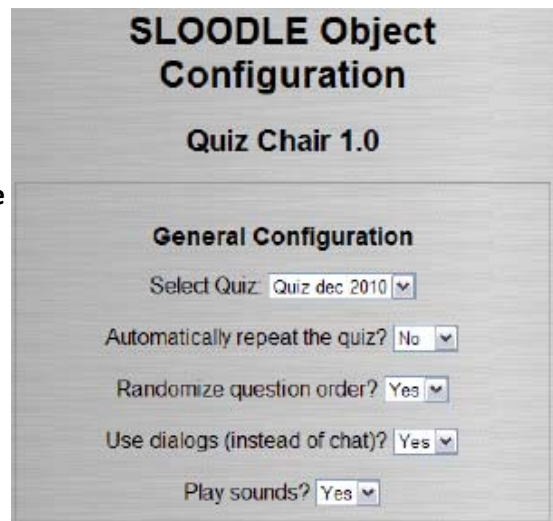 SLOODLE Object
Configuration
Quiz Chair 1.0
e
General Configuration
Select Quiz: Quiz dec 2010
Automatically repeat the quiz? No
Randomize question order? Yes
Use dialogs (instead of chat)? Yes
Play sounds? Yes